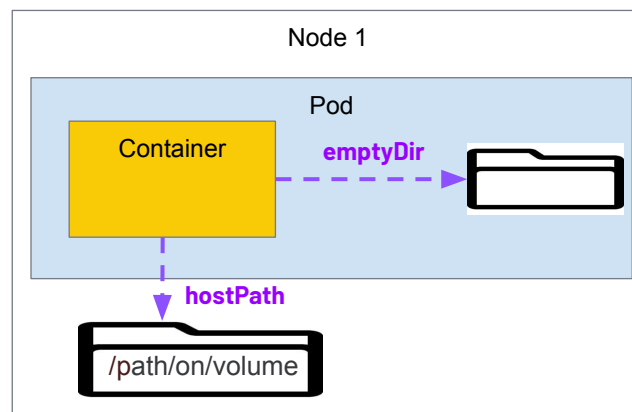 Node 1
Pod
Container
emptyDir
hostPath
/path/on/volume